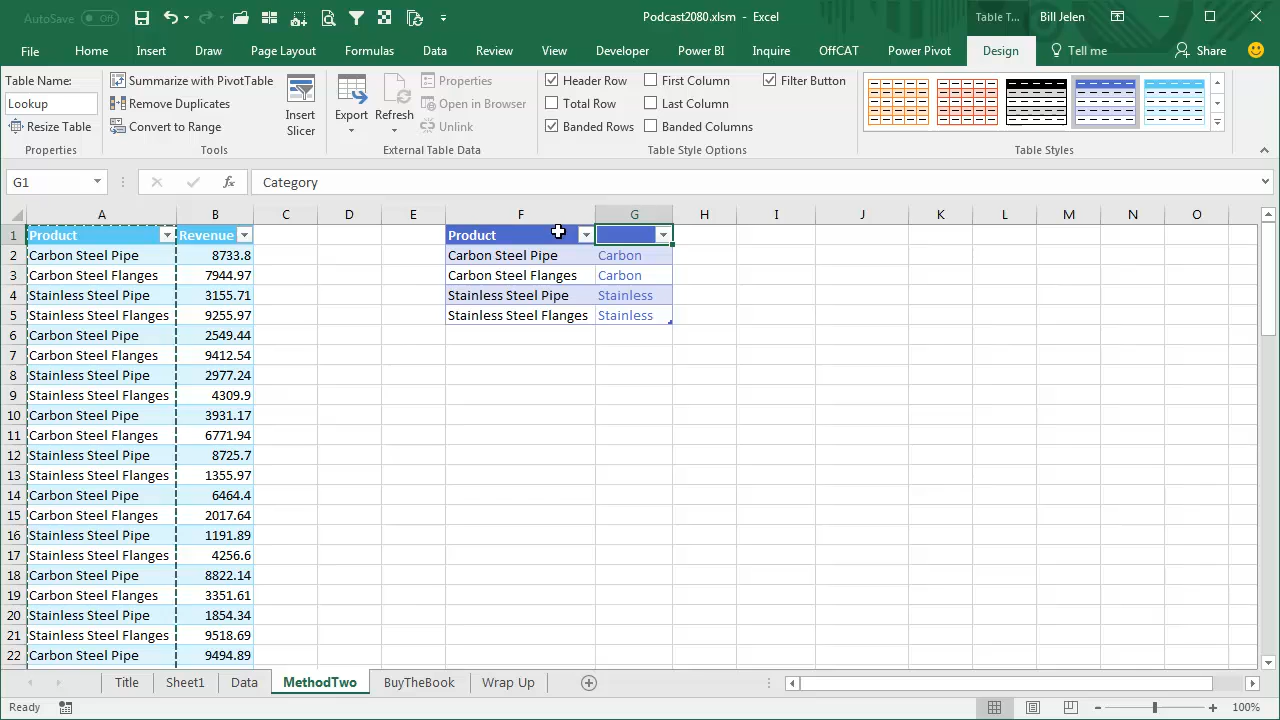 AutoSave Off Podcast2080.xlsm - Excel Table T... Bill Jelen
File Home Insert Draw Page Layout Formulas Data Review View Developer Power BI Inquire OffCAT Power Pivot Design Tell me Share
Table Name: Summarize with PivotTable Properties Header Row First Column Filter Button
Lookup Remove Duplicates Open in Browser Total Row Last Column
Resize Table Convert to Range Insert Slicer Export Refresh Unlink Banded Rows Banded Columns
Properties Tools External Table Data Table Style Options Table Styles
G1 fx Category
A B C D E F G H I J K L M N O
1 Product Revenue Product
2 Carbon Steel Pipe 8733.8 Carbon Steel Pipe Carbon
3 Carbon Steel Flanges 7944.97 Carbon Steel Flanges Carbon
4 Stainless Steel Pipe 3155.71 Stainless Steel Pipe Stainless
5 Stainless Steel Flanges 9255.97 Stainless Steel Flanges Stainless
6 Carbon Steel Pipe 2549.44
7 Carbon Steel Flanges 9412.54
8 Stainless Steel Pipe 2977.24
9 Stainless Steel Flanges 4309.9
10 Carbon Steel Pipe 3931.17
11 Carbon Steel Flanges 6771.94
12 Stainless Steel Pipe 8725.7
13 Stainless Steel Flanges 1355.97
14 Carbon Steel Pipe 6464.4
15 Carbon Steel Flanges 2017.64
16 Stainless Steel Pipe 1191.89
17 Stainless Steel Flanges 4256.6
18 Carbon Steel Pipe 8822.14
19 Carbon Steel Flanges 3351.61
20 Stainless Steel Pipe 1854.34
21 Stainless Steel Flanges 9518.69
22 Carbon Steel Pipe 9494.89
Title Sheet1 Data MethodTwo BuyTheBook Wrap Up
Ready 100%